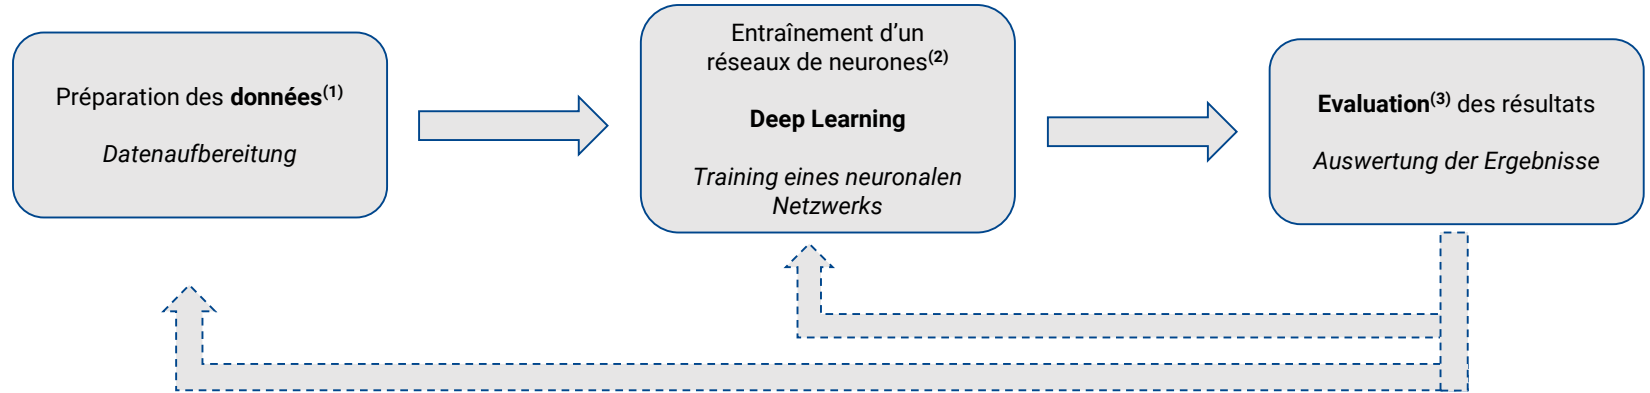 Préparation des données(1)
Datenaufbereitung
Entraînement d’un
réseaux de neurones(2)
Deep Learning
Training eines neuronalen
Netzwerks
Evaluation(3) des résultats
Auswertung der Ergebnisse